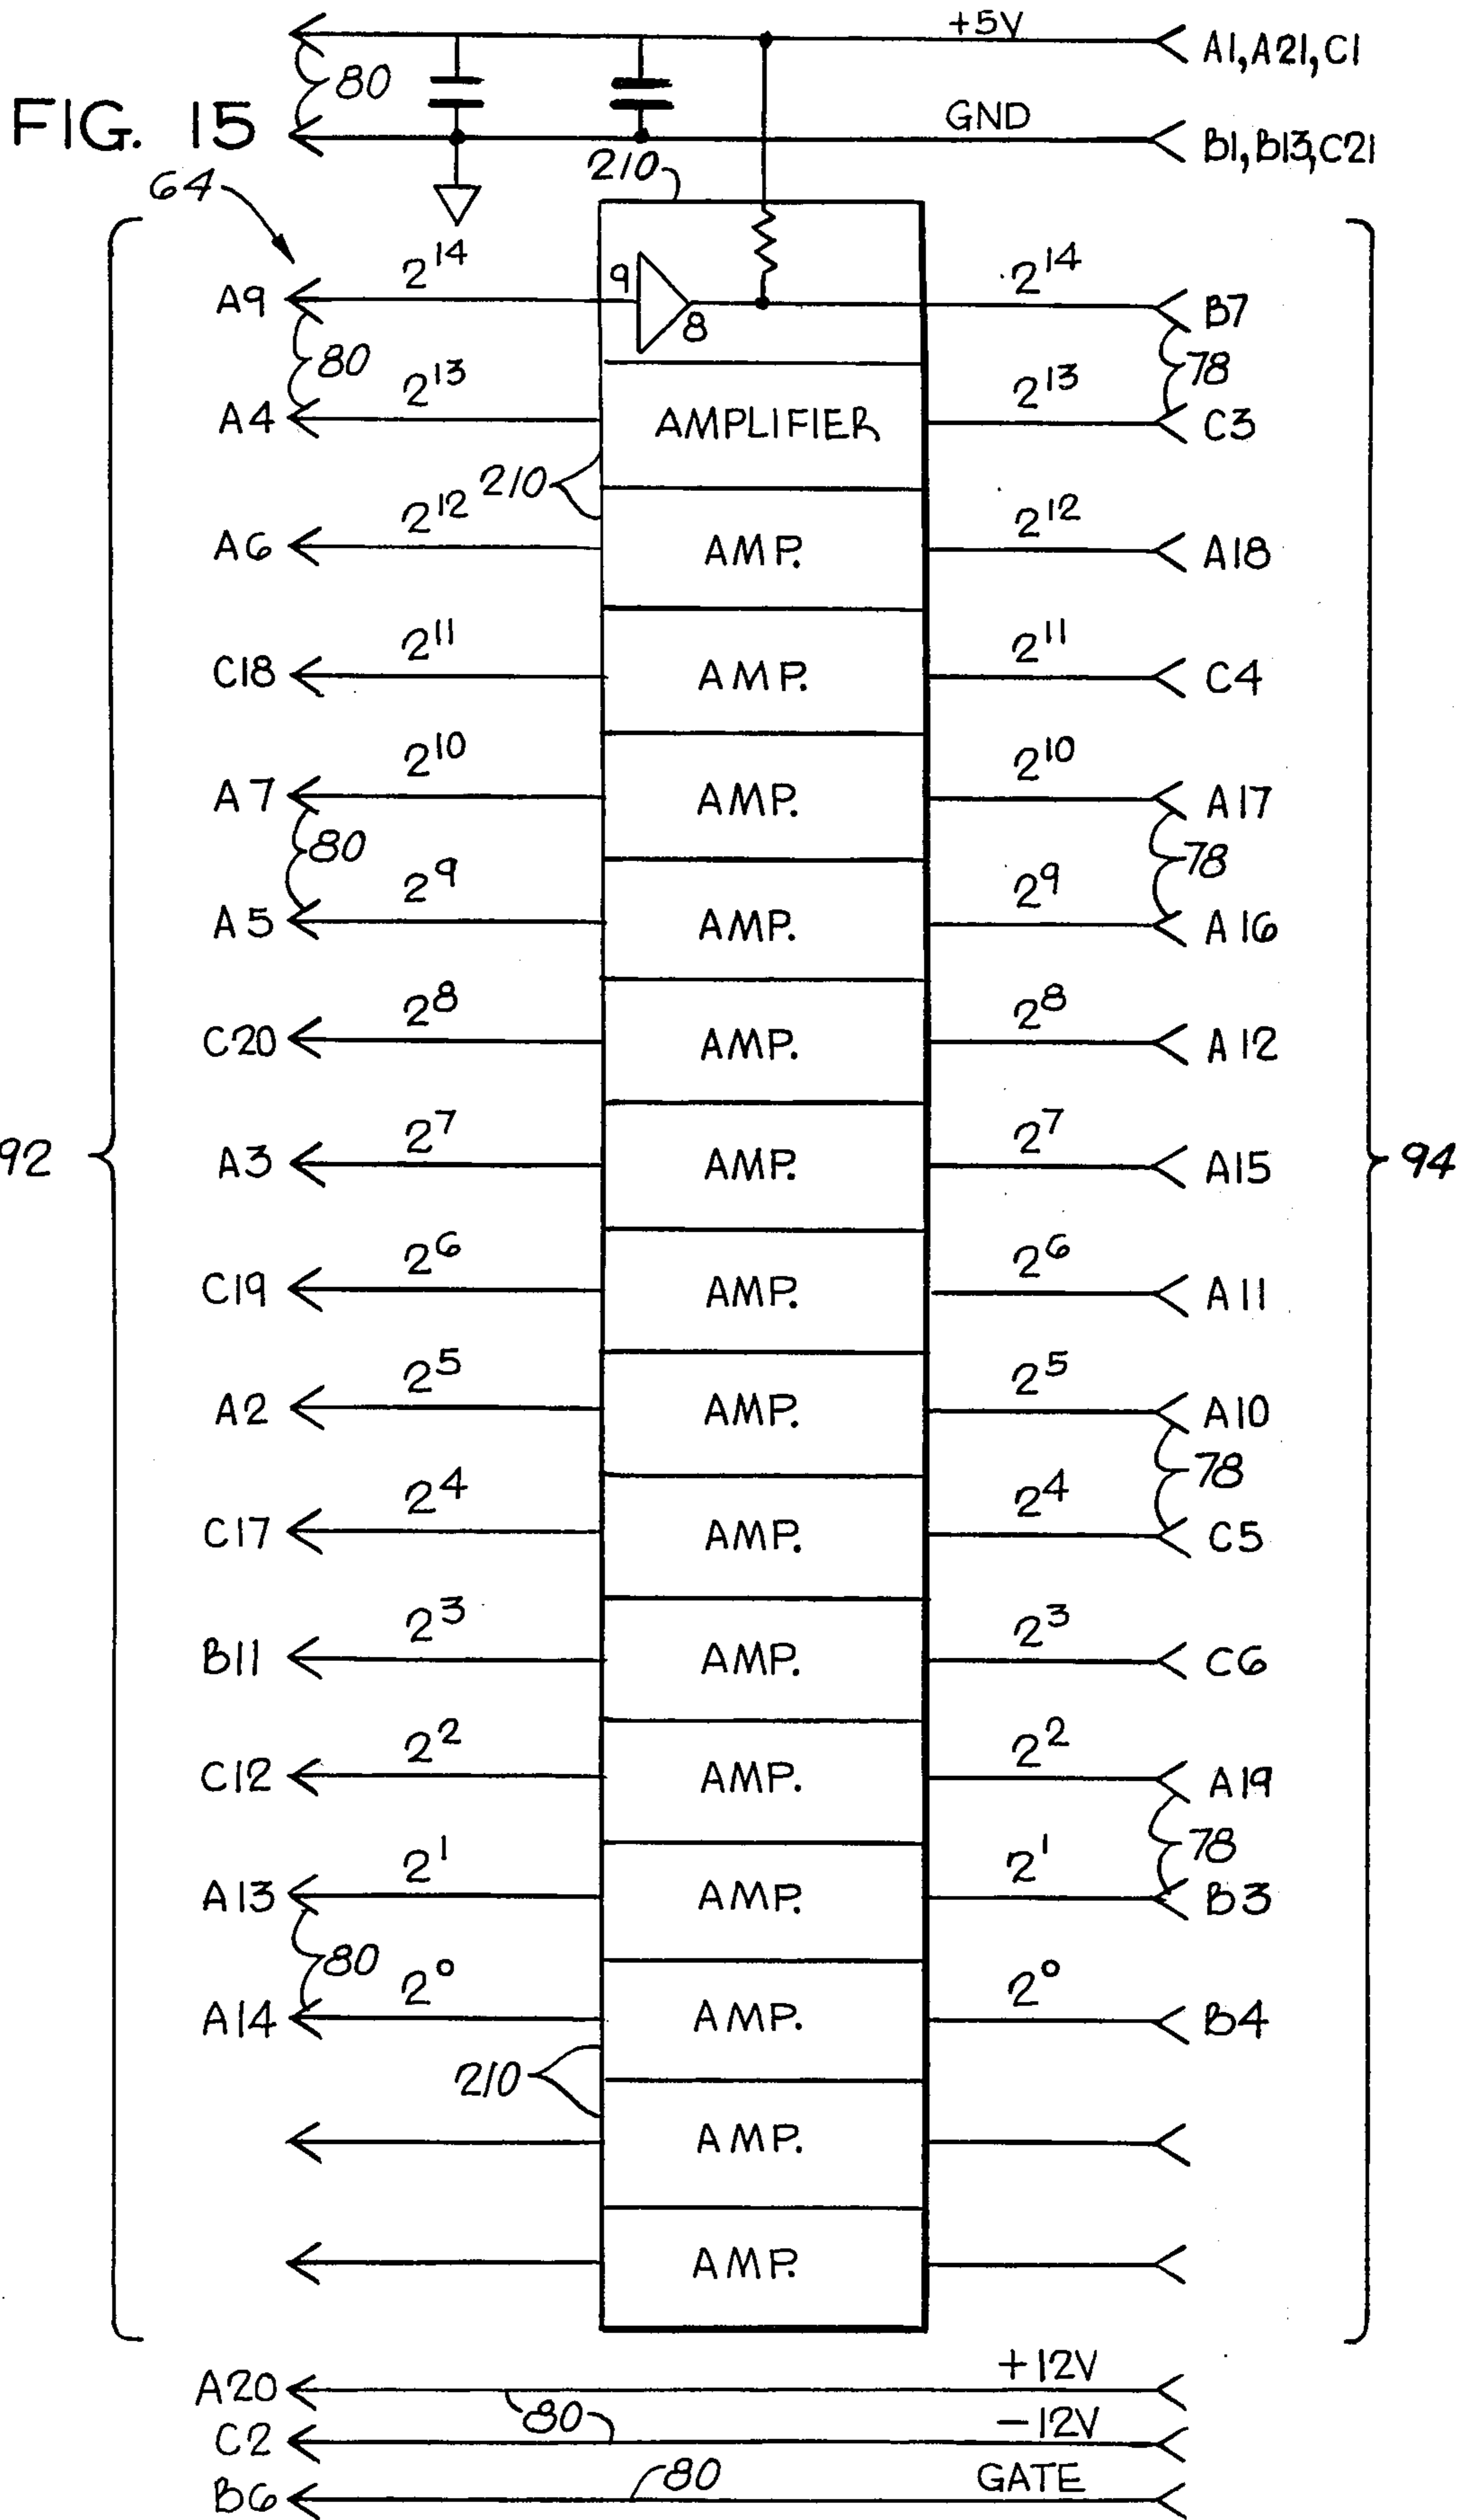 +5V
A1, A21, C1
80
FIG. 15
GND
B1, B13, C21
210
64
A9 2^14 9 8 2^14 B7
80 78
A4 2^13 AMPLIFIER 2^13 C3
210
A6 2^12 AMP. 2^12 A18
C18 2^11 AMP. 2^11 C4
A7 2^10 AMP. 2^10 A17
80 78
A5 2^9 AMP. 2^9 A16
C20 2^8 AMP. 2^8 A12
92 A3 2^7 AMP. 2^7 A15 94
C19 2^6 AMP. 2^6 A11
A2 2^5 AMP. 2^5 A10
78
C17 2^4 AMP. 2^4 C5
B11 2^3 AMP. 2^3 C6
C12 2^2 AMP. 2^2 A19
78
A13 2^1 AMP. 2^1 B3
80
A14 2^0 AMP. 2^0 B4
210
AMP.
AMP.
A20 +12V
80
C2 -12V
80
B6 GATE